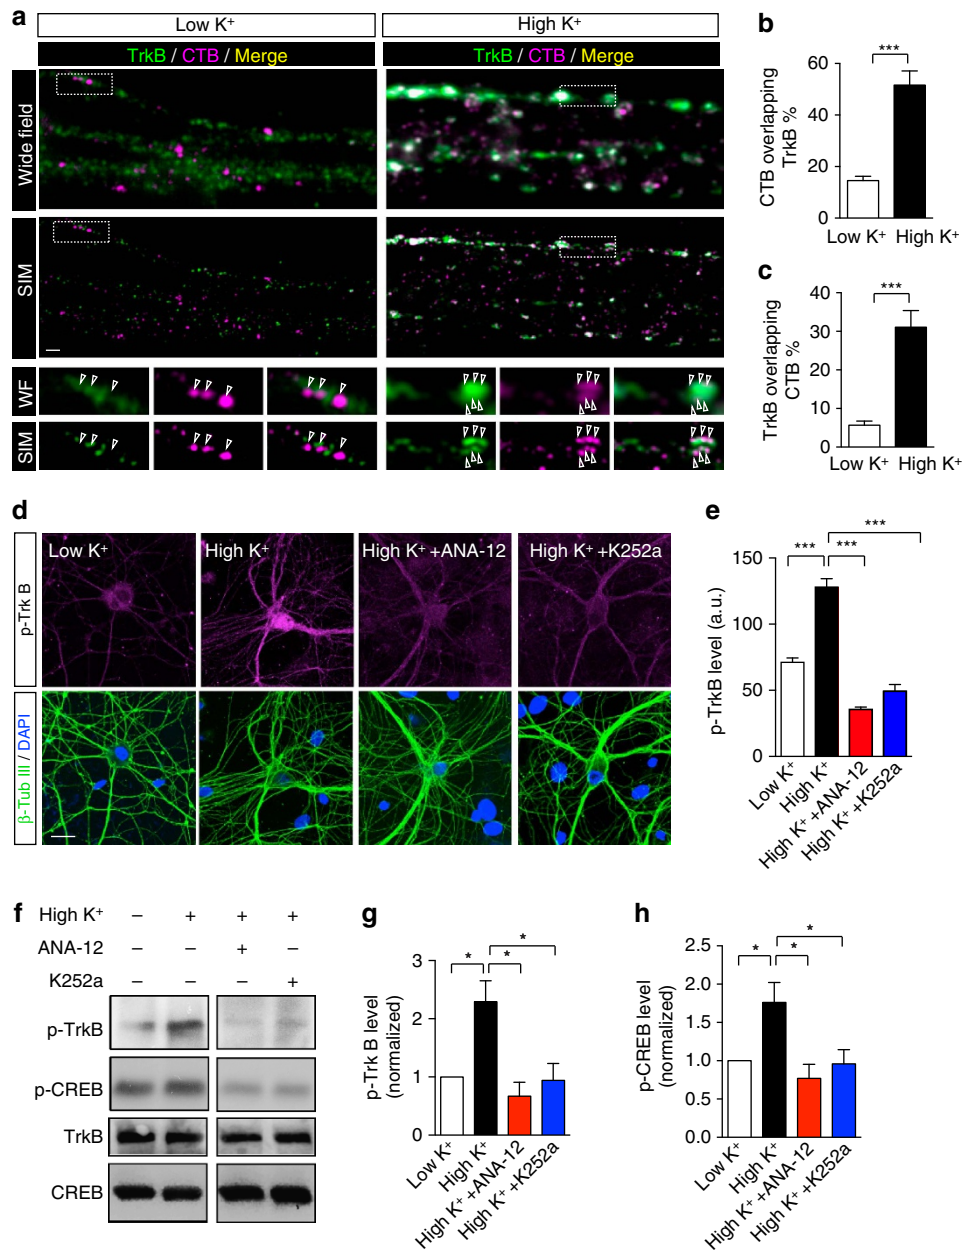 a
Low K⁺
High K⁺
TrkB / CTB / Merge
TrkB / CTB / Merge
Wide field
SIM
WF
SIM
b
***
CTB overlapping
TrkB %
60
40
20
0
Low K⁺ High K⁺
c
***
TrkB overlapping
CTB %
40
30
20
10
0
Low K⁺ High K⁺
d
Low K⁺
High K⁺
High K⁺ +ANA-12
High K⁺ +K252a
p-Trk B
β-Tub III / DAPI
e
***
*** ***
p-TrkB level (a.u.)
150
100
50
0
Low K⁺
High K⁺
High K⁺ +ANA-12
High K⁺ +K252a
f
High K⁺ – + + +
ANA-12 – – + –
K252a – – – +
p-TrkB
p-CREB
TrkB
CREB
g
*
* *
p-Trk B level
(normalized)
3
2
1
0
Low K⁺
High K⁺
High K⁺ +ANA-12
High K⁺ +K252a
h
*
* *
p-CREB level
(normalized)
2.5
2.0
1.5
1.0
0.5
0.0
Low K⁺
High K⁺
High K⁺ +ANA-12
High K⁺ +K252a